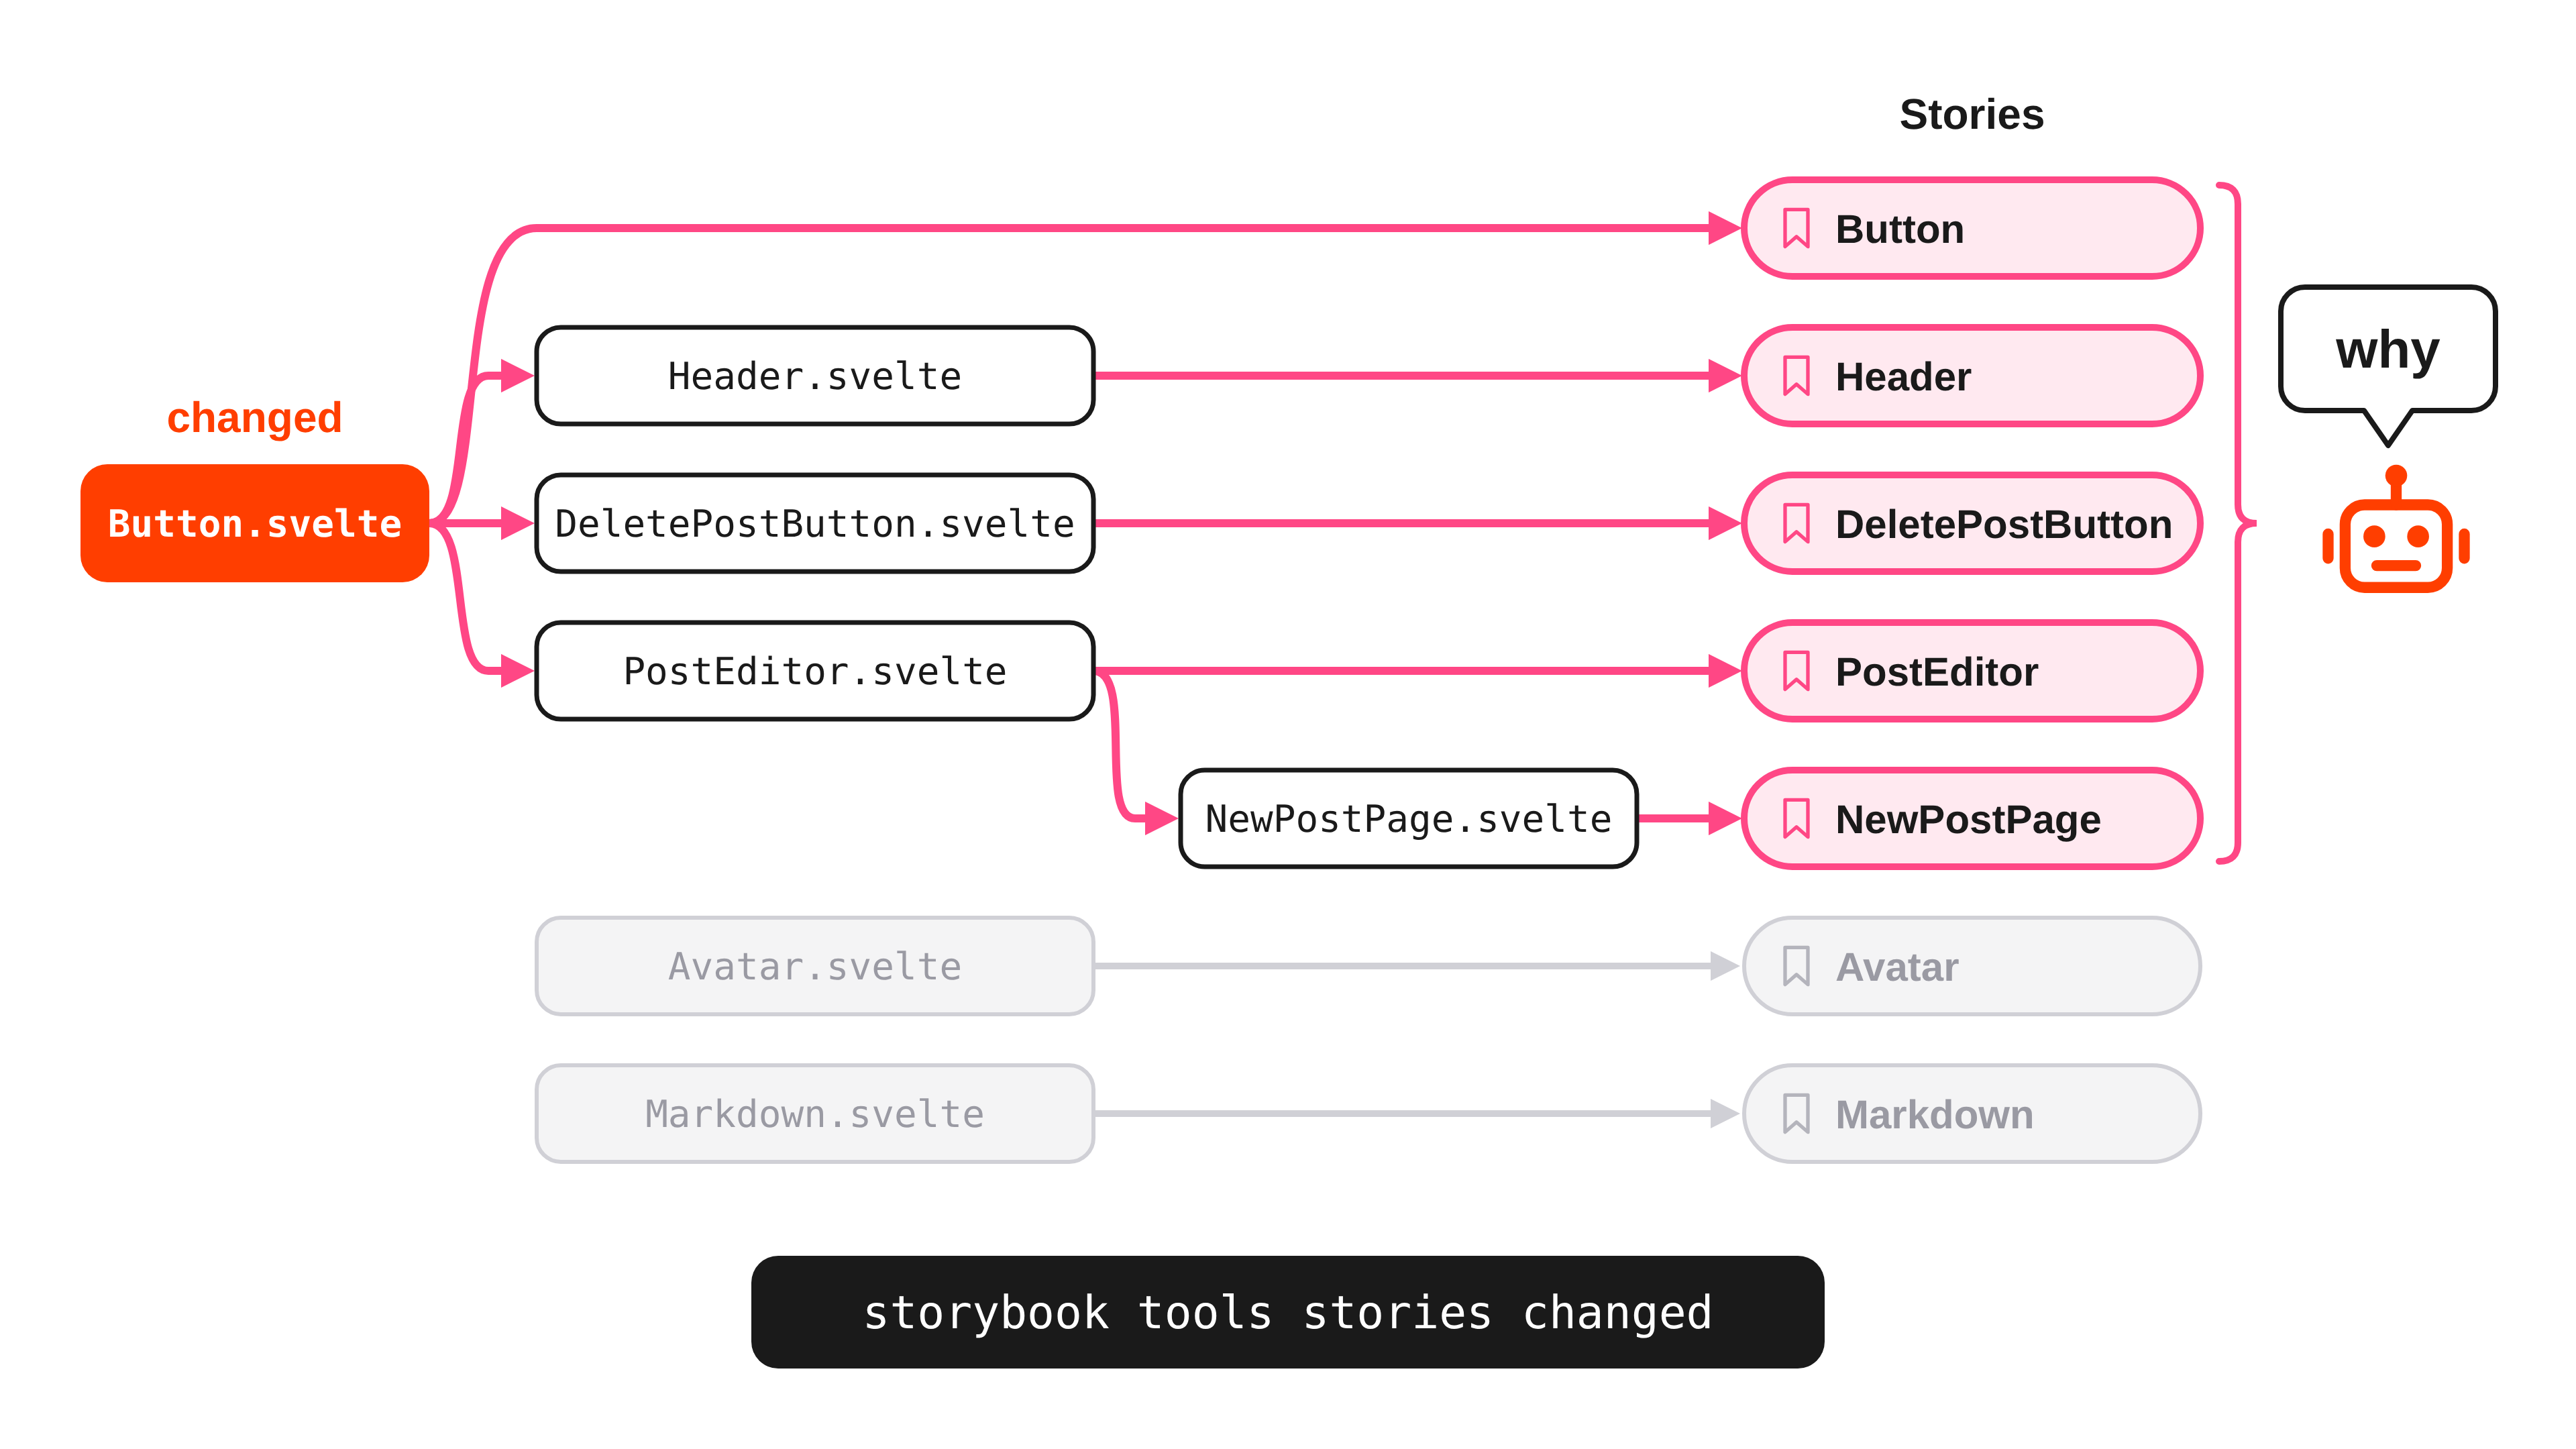 Stories
Button
Header.svelte
Header
why
changed
Button.svelte
DeletePostButton.svelte
DeletePostButton
PostEditor.svelte
PostEditor
NewPostPage.svelte
NewPostPage
Avatar.svelte
Avatar
Markdown.svelte
Markdown
storybook tools stories changed